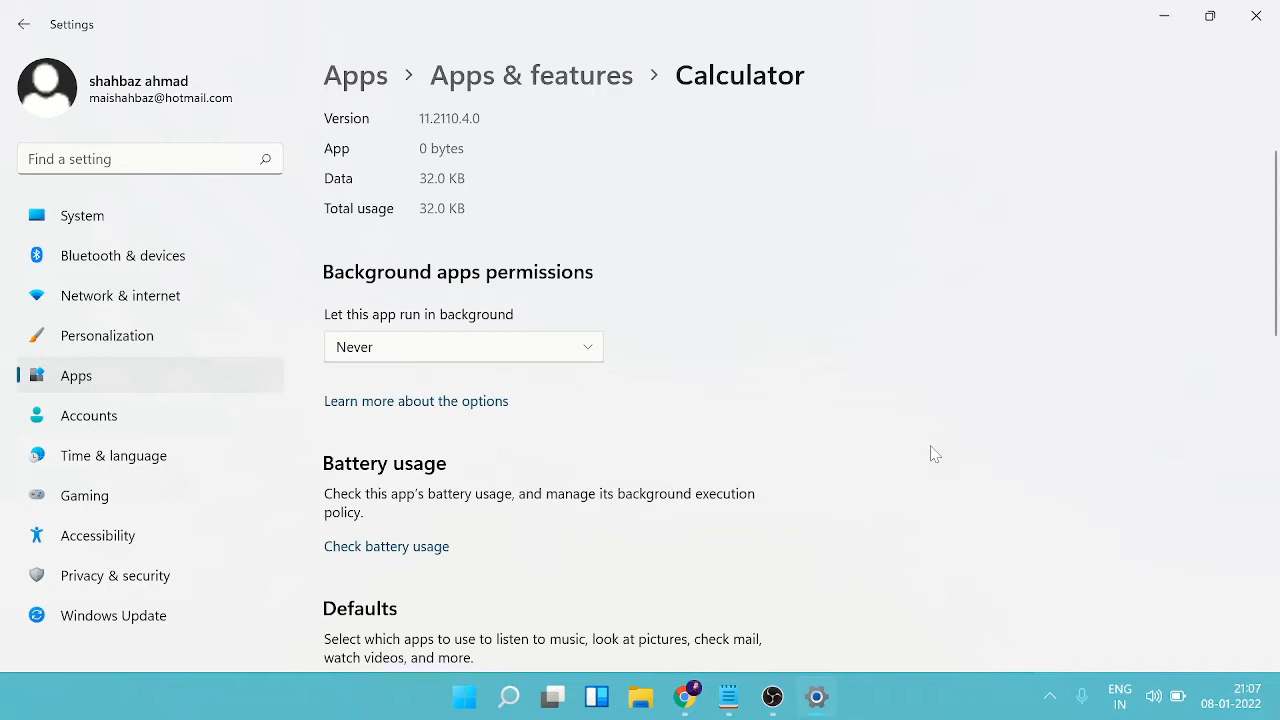 Settings
shahbaz ahmad
maishahbaz@hotmail.com
Find a setting
System
Bluetooth & devices
Network & internet
Personalization
Apps
Accounts
Time & language
Gaming
Accessibility
Privacy & security
Windows Update
Apps > Apps & features > Calculator
Version 11.2110.4.0
App 0 bytes
Data 32.0 KB
Total usage 32.0 KB
Background apps permissions
Let this app run in background
Never
Learn more about the options
Battery usage
Check this app's battery usage, and manage its background execution
policy.
Check battery usage
Defaults
Select which apps to use to listen to music, look at pictures, check mail,
watch videos, and more.
ENG
IN
21:07
08-01-2022